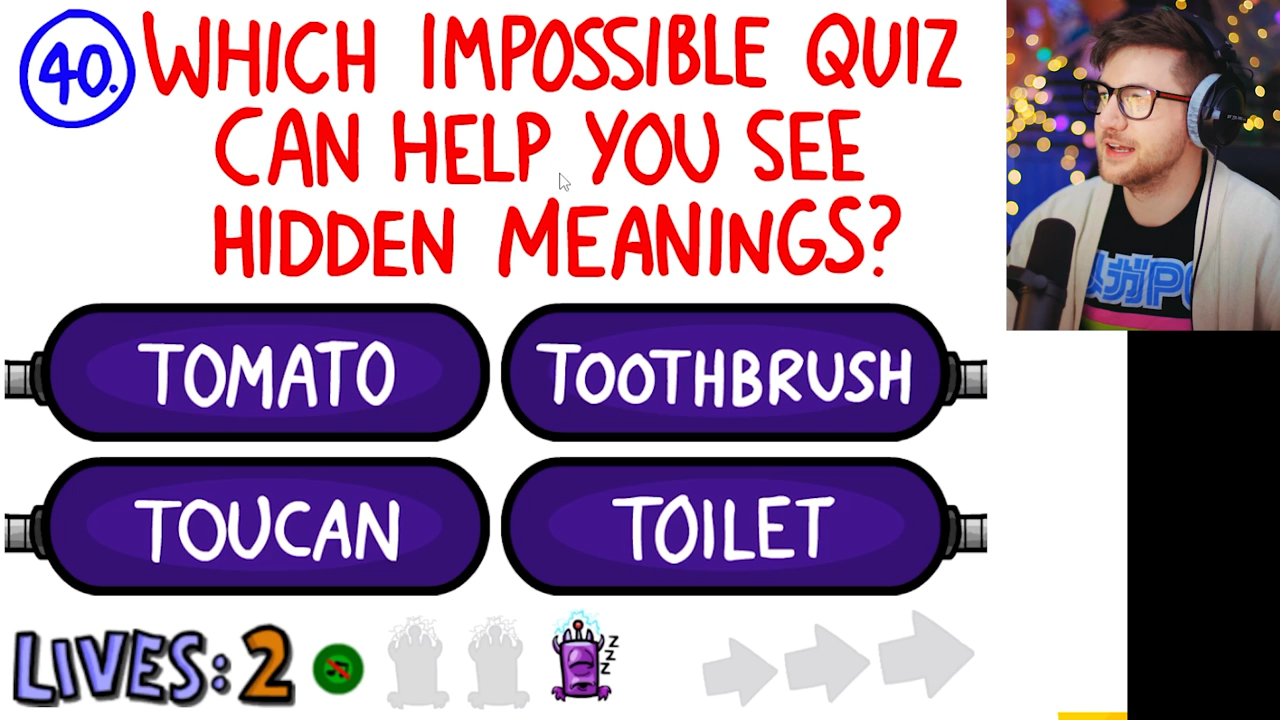 40. WHICH IMPOSSIBLE QUIZ
CAN HELP YOU SEE
HIDDEN MEANINGS?
TOMATO
TOOTHBRUSH
TOUCAN
TOILET
LIVES: 2
z
z
z